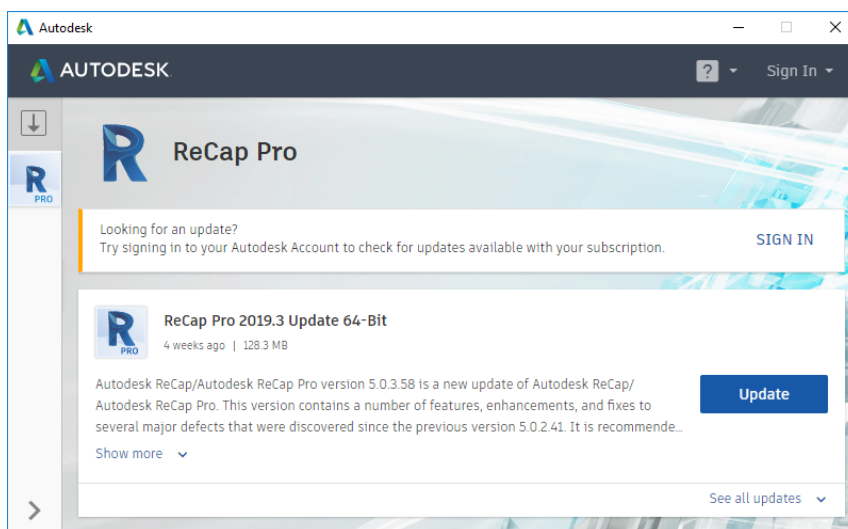 Autodesk
AUTODESK.
? Sign In
R
ReCap Pro
R
PRO
Looking for an update?
Try signing in to your Autodesk Account to check for updates available with your subscription.
SIGN IN
R
PRO
ReCap Pro 2019.3 Update 64-Bit
4 weeks ago | 128.3 MB
Autodesk ReCap/Autodesk ReCap Pro version 5.0.3.58 is a new update of Autodesk ReCap/
Autodesk ReCap Pro. This version contains a number of features, enhancements, and fixes to
several major defects that were discovered since the previous version 5.0.2.41. It is recommende...
Update
Show more
See all updates